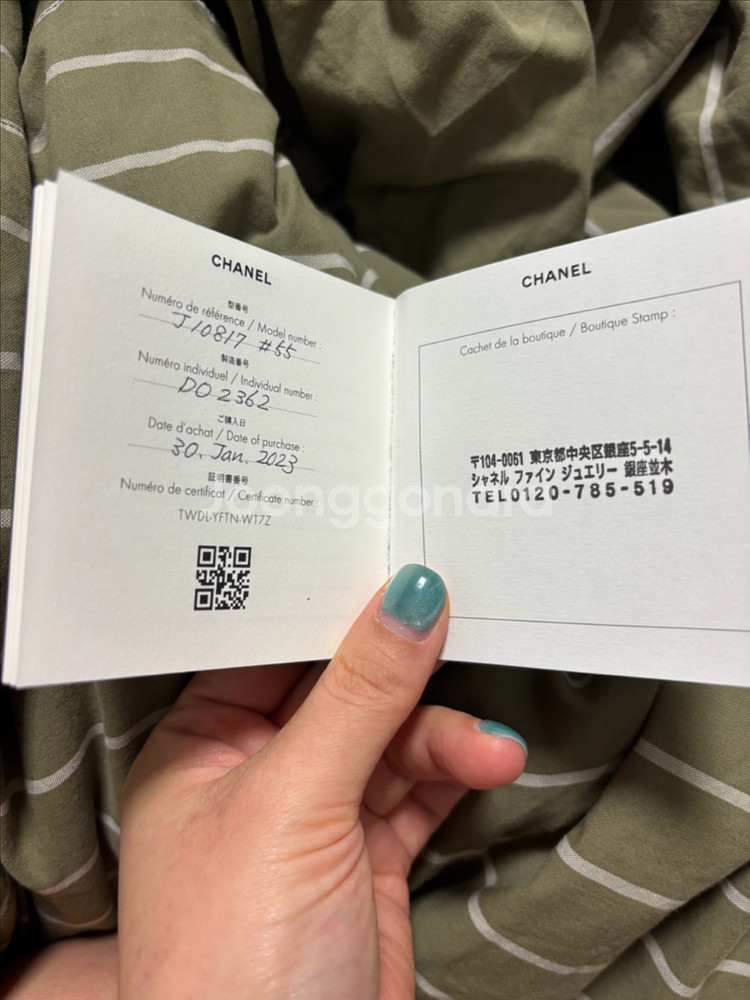 CHANEL
型番号
Numéro de référence / Model number :
J10817 #55
製造番号
Numéro individuel / Individual number :
DO2362
ご購入日
Date d'achat / Date of purchase :
30. Jan. 2023
証明書番号
Numéro de certificat / Certificate number :
TWDL-YFTN-WT7Z
CHANEL
Cachet de la boutique / Boutique Stamp :
〒104-0061 東京都中央区銀座5-5-14
シャネル ファイン ジュエリー 銀座並木
TEL0120-785-519
joonggonara